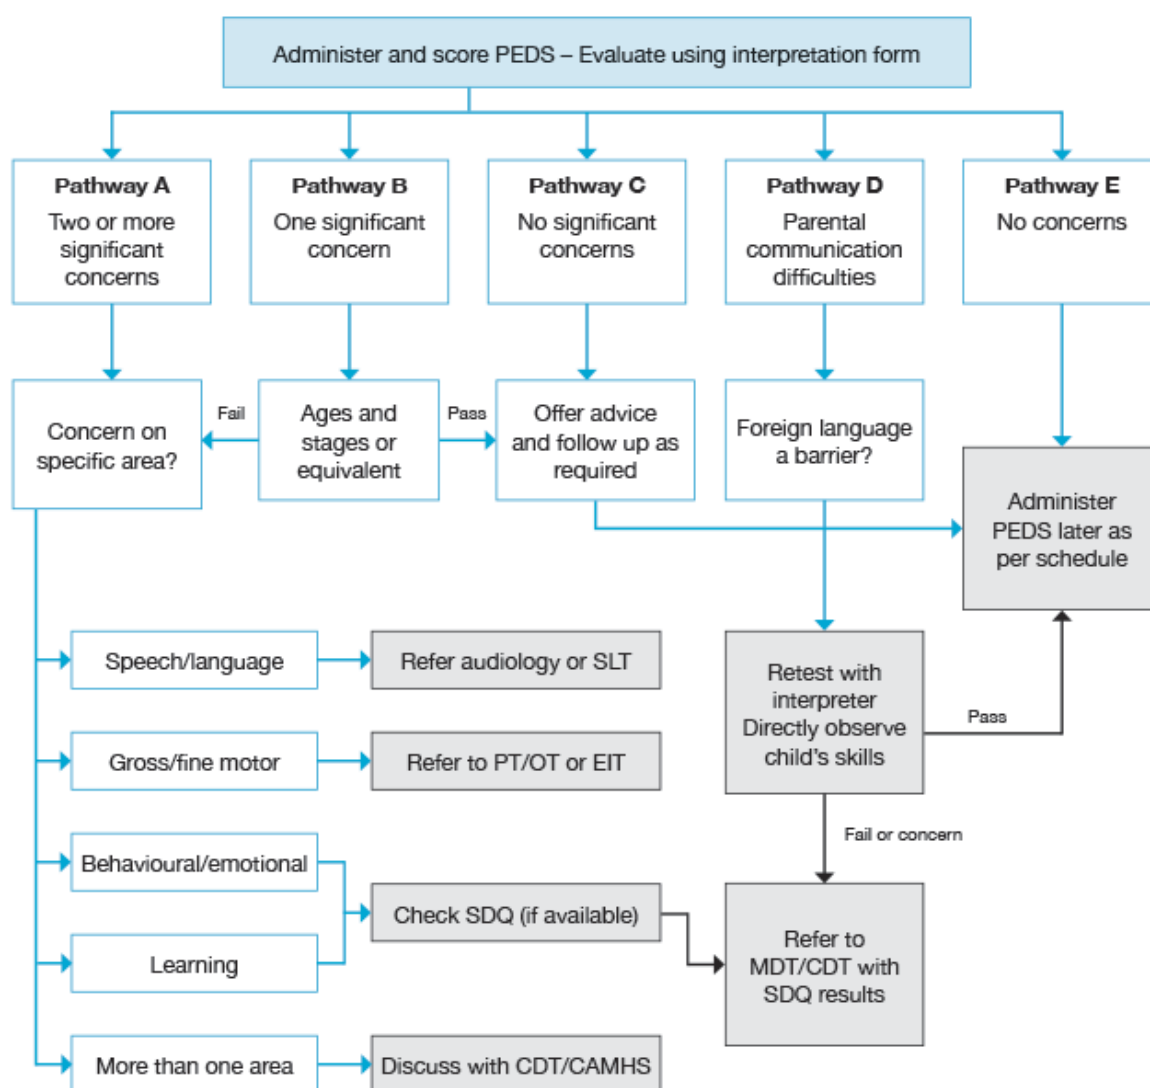 Administer and score PEDS – Evaluate using interpretation form
Pathway A
Two or more
significant
concerns
Pathway B
One significant
concern
Pathway C
No significant
concerns
Pathway D
Parental
communication
difficulties
Pathway E
No concerns
Concern on
specific area?
Fail
Ages and
stages or
equivalent
Pass
Offer advice
and follow up as
required
Foreign language
a barrier?
Administer
PEDS later as
per schedule
Speech/language
Refer audiology or SLT
Gross/fine motor
Refer to PT/OT or EIT
Retest with
interpreter
Directly observe
child's skills
Pass
Fail or concern
Behavioural/emotional
Learning
Check SDQ (if available)
Refer to
MDT/CDT with
SDQ results
More than one area
Discuss with CDT/CAMHS